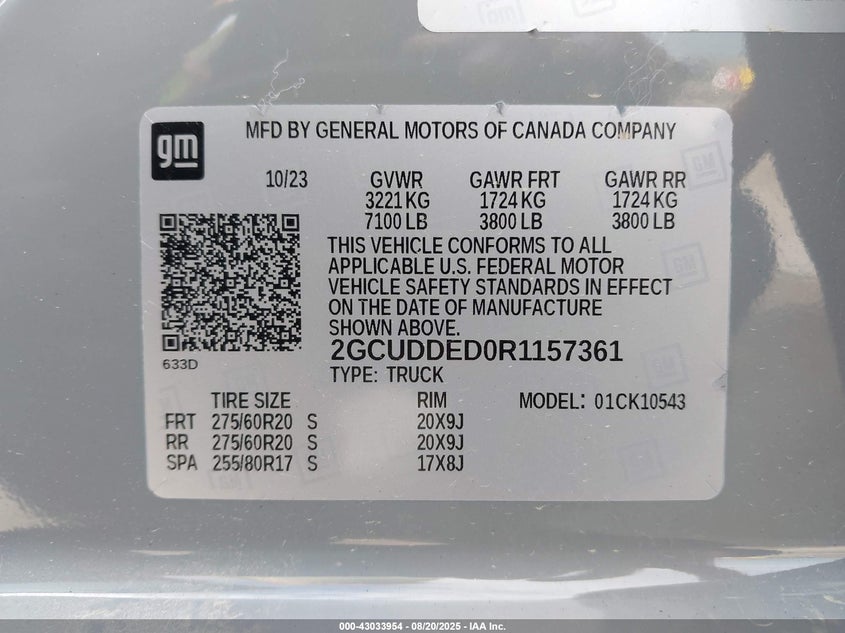 gm
MFD BY GENERAL MOTORS OF CANADA COMPANY
10/23 GVWR GAWR FRT GAWR RR
3221 KG 1724 KG 1724 KG
7100 LB 3800 LB 3800 LB
THIS VEHICLE CONFORMS TO ALL
APPLICABLE U.S. FEDERAL MOTOR
VEHICLE SAFETY STANDARDS IN EFFECT
ON THE DATE OF MANUFACTURE
SHOWN ABOVE.
2GCUDDED0R1157361
633D
TYPE: TRUCK
TIRE SIZE RIM MODEL: 01CK10543
FRT 275/60R20 S 20X9J
RR 275/60R20 S 20X9J
SPA 255/80R17 S 17X8J
000-43033954 - 08/20/2025 - IAA Inc.